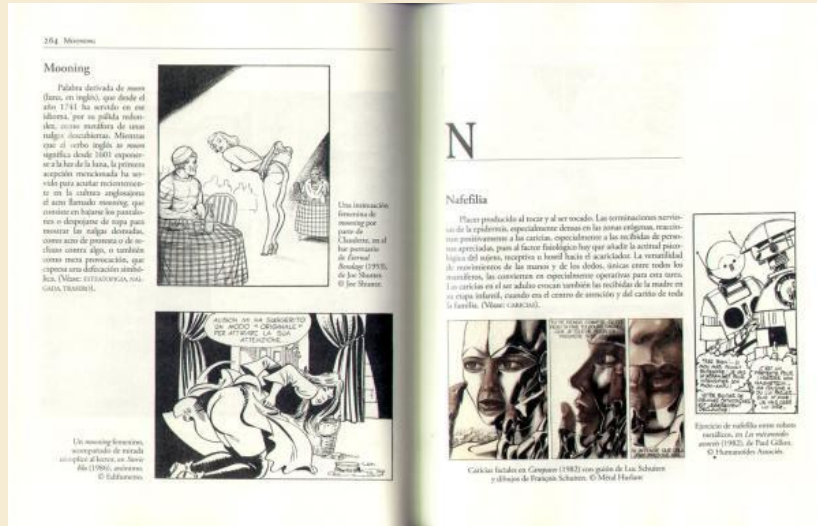 264 Mooning
Mooning
Palabra derivada de moon
(luna, en inglés), que desde el
año 1741 ha servido en ese
idioma, por su pálida redon-
dez, como metáfora de unas
nalgas descubiertas. Mientras
que el verbo inglés to moon
significa desde 1601 exponer-
se a la luz de la luna, la primera
acepción mencionada ha ser-
vido para acuñar recientemen-
te en la cultura anglosajona
el acto llamado mooning, que
consiste en bajarse los pantalo-
nes o despojarse de ropa para
mostrar las nalgas desnudas,
como acto de protesta o de re-
chazo contra algo, o también
como mera provocación, que
expresa una defecación simbó-
lica. (Véase: NAL-
GADA, TRASERO).
Una insinuación
femenina de
mooning por
parte de
Claudette, en el
bar portuario
de Eternal
Bondage (1993),
de Joe Shuster.
© Joe Shuster
ALISON MI HA SUGGERITO
UN MODO "ORIGINALE"
PER ATTIRARE LA SUA
ATTENZIONE.
Un mooning femenino,
acompañado de mirada
cómplice al lector, en Storie
Blu (1986), anónimo.
© Edifumetto
N
Nafefilia
Placer producido al tocar y al ser tocado. Las terminaciones nervio-
sas de la epidermis, especialmente densas en las zonas erógenas, reaccio-
nan positivamente a las caricias, especialmente a las recibidas de perso-
nas apreciadas, pues al factor fisiológico hay que añadir la actitud psico-
lógica del sujeto, receptiva u hostil hacia el acariciador. La versatilidad
de movimientos de las manos y de los dedos, únicas entre todos los
mamíferos, las convierten en especialmente operativas para esta tarea.
Las caricias en el ser adulto evocan también las recibidas de la madre en
su etapa infantil, cuando era el centro de atención y del cariño de toda
la familia. (Véase: CARICIAS).
Caricias faciales en (1982) con guión de Luc Schuiten
y dibujos de François Schuiten. © Métal Hurlant
Ejercicio de nafefilia entre robots
metálicos, en Les
(1982), de Paul Gillon.
© Humanoïdes Associés.